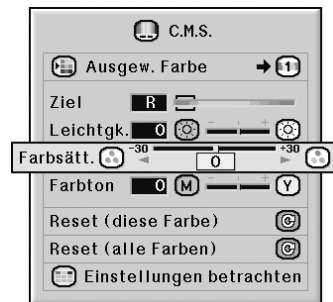 C.M.S.
Ausgew. Farbe 1
Ziel R
Leichtgk. 0 - +
Farbsätt. -30 0 +30
Farbton 0 M - + Y
Reset (diese Farbe)
Reset (alle Farben)
Einstellungen betrachten